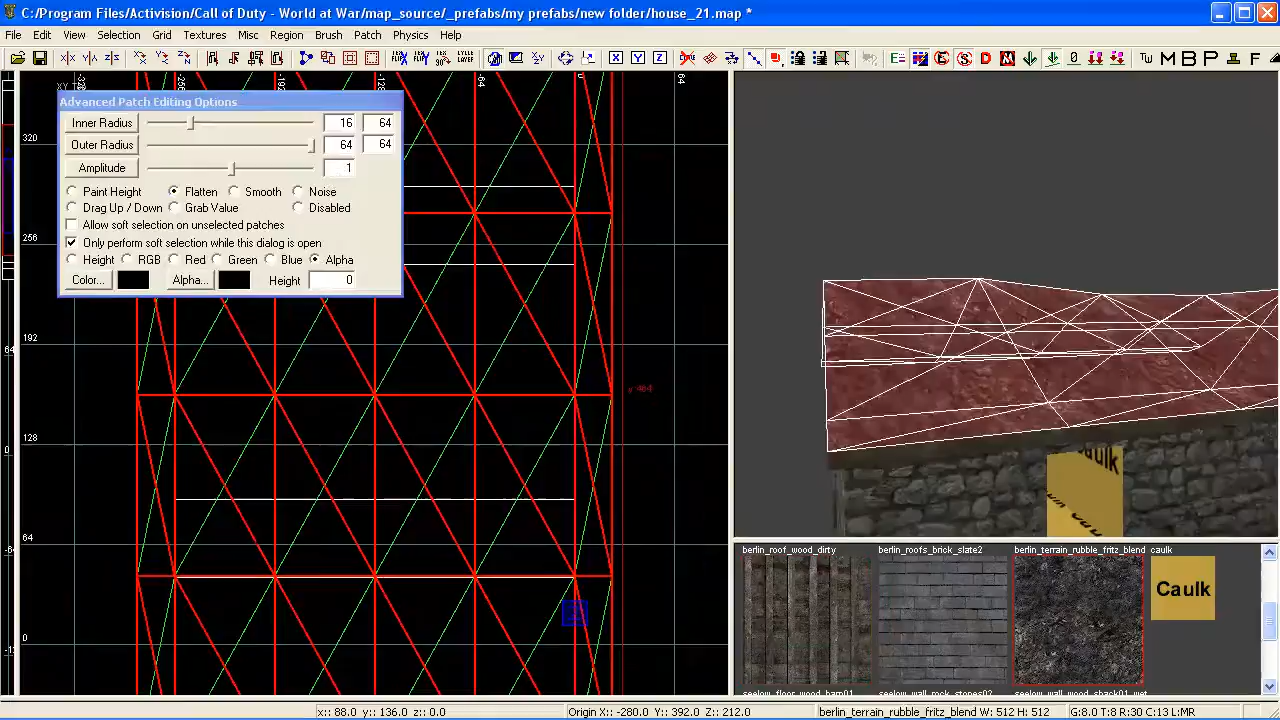 C:/Program Files/Activision/Call of Duty - World at War/map_source/_prefabs/my prefabs/new folder/house_21.map *
File Edit View Selection Grid Textures Misc Region Brush Patch Physics Help
Advanced Patch Editing Options
Inner Radius 16 64
Outer Radius 64 64
Amplitude 1
Paint Height Flatten Smooth Noise
Drag Up / Down Grab Value Disabled
Allow soft selection on unselected patches
Only perform soft selection while this dialog is open
Height RGB Red Green Blue Alpha
Color... Alpha... Height 0
-64
0
64
320
256
192
128
64
0
berlin_roof_wood_dirty berlin_roofs_brick_slate2 berlin_terrain_rubble_fritz_blend caulk
Caulk
x:: 88.0 y:: 136.0 z:: 0.0 Origin X:: -280.0 Y:: 392.0 Z:: 212.0 berlin_terrain_rubble_fritz_blend W: 512 H: 512 G:8.0 T:8 R:30 C:13 L:MR